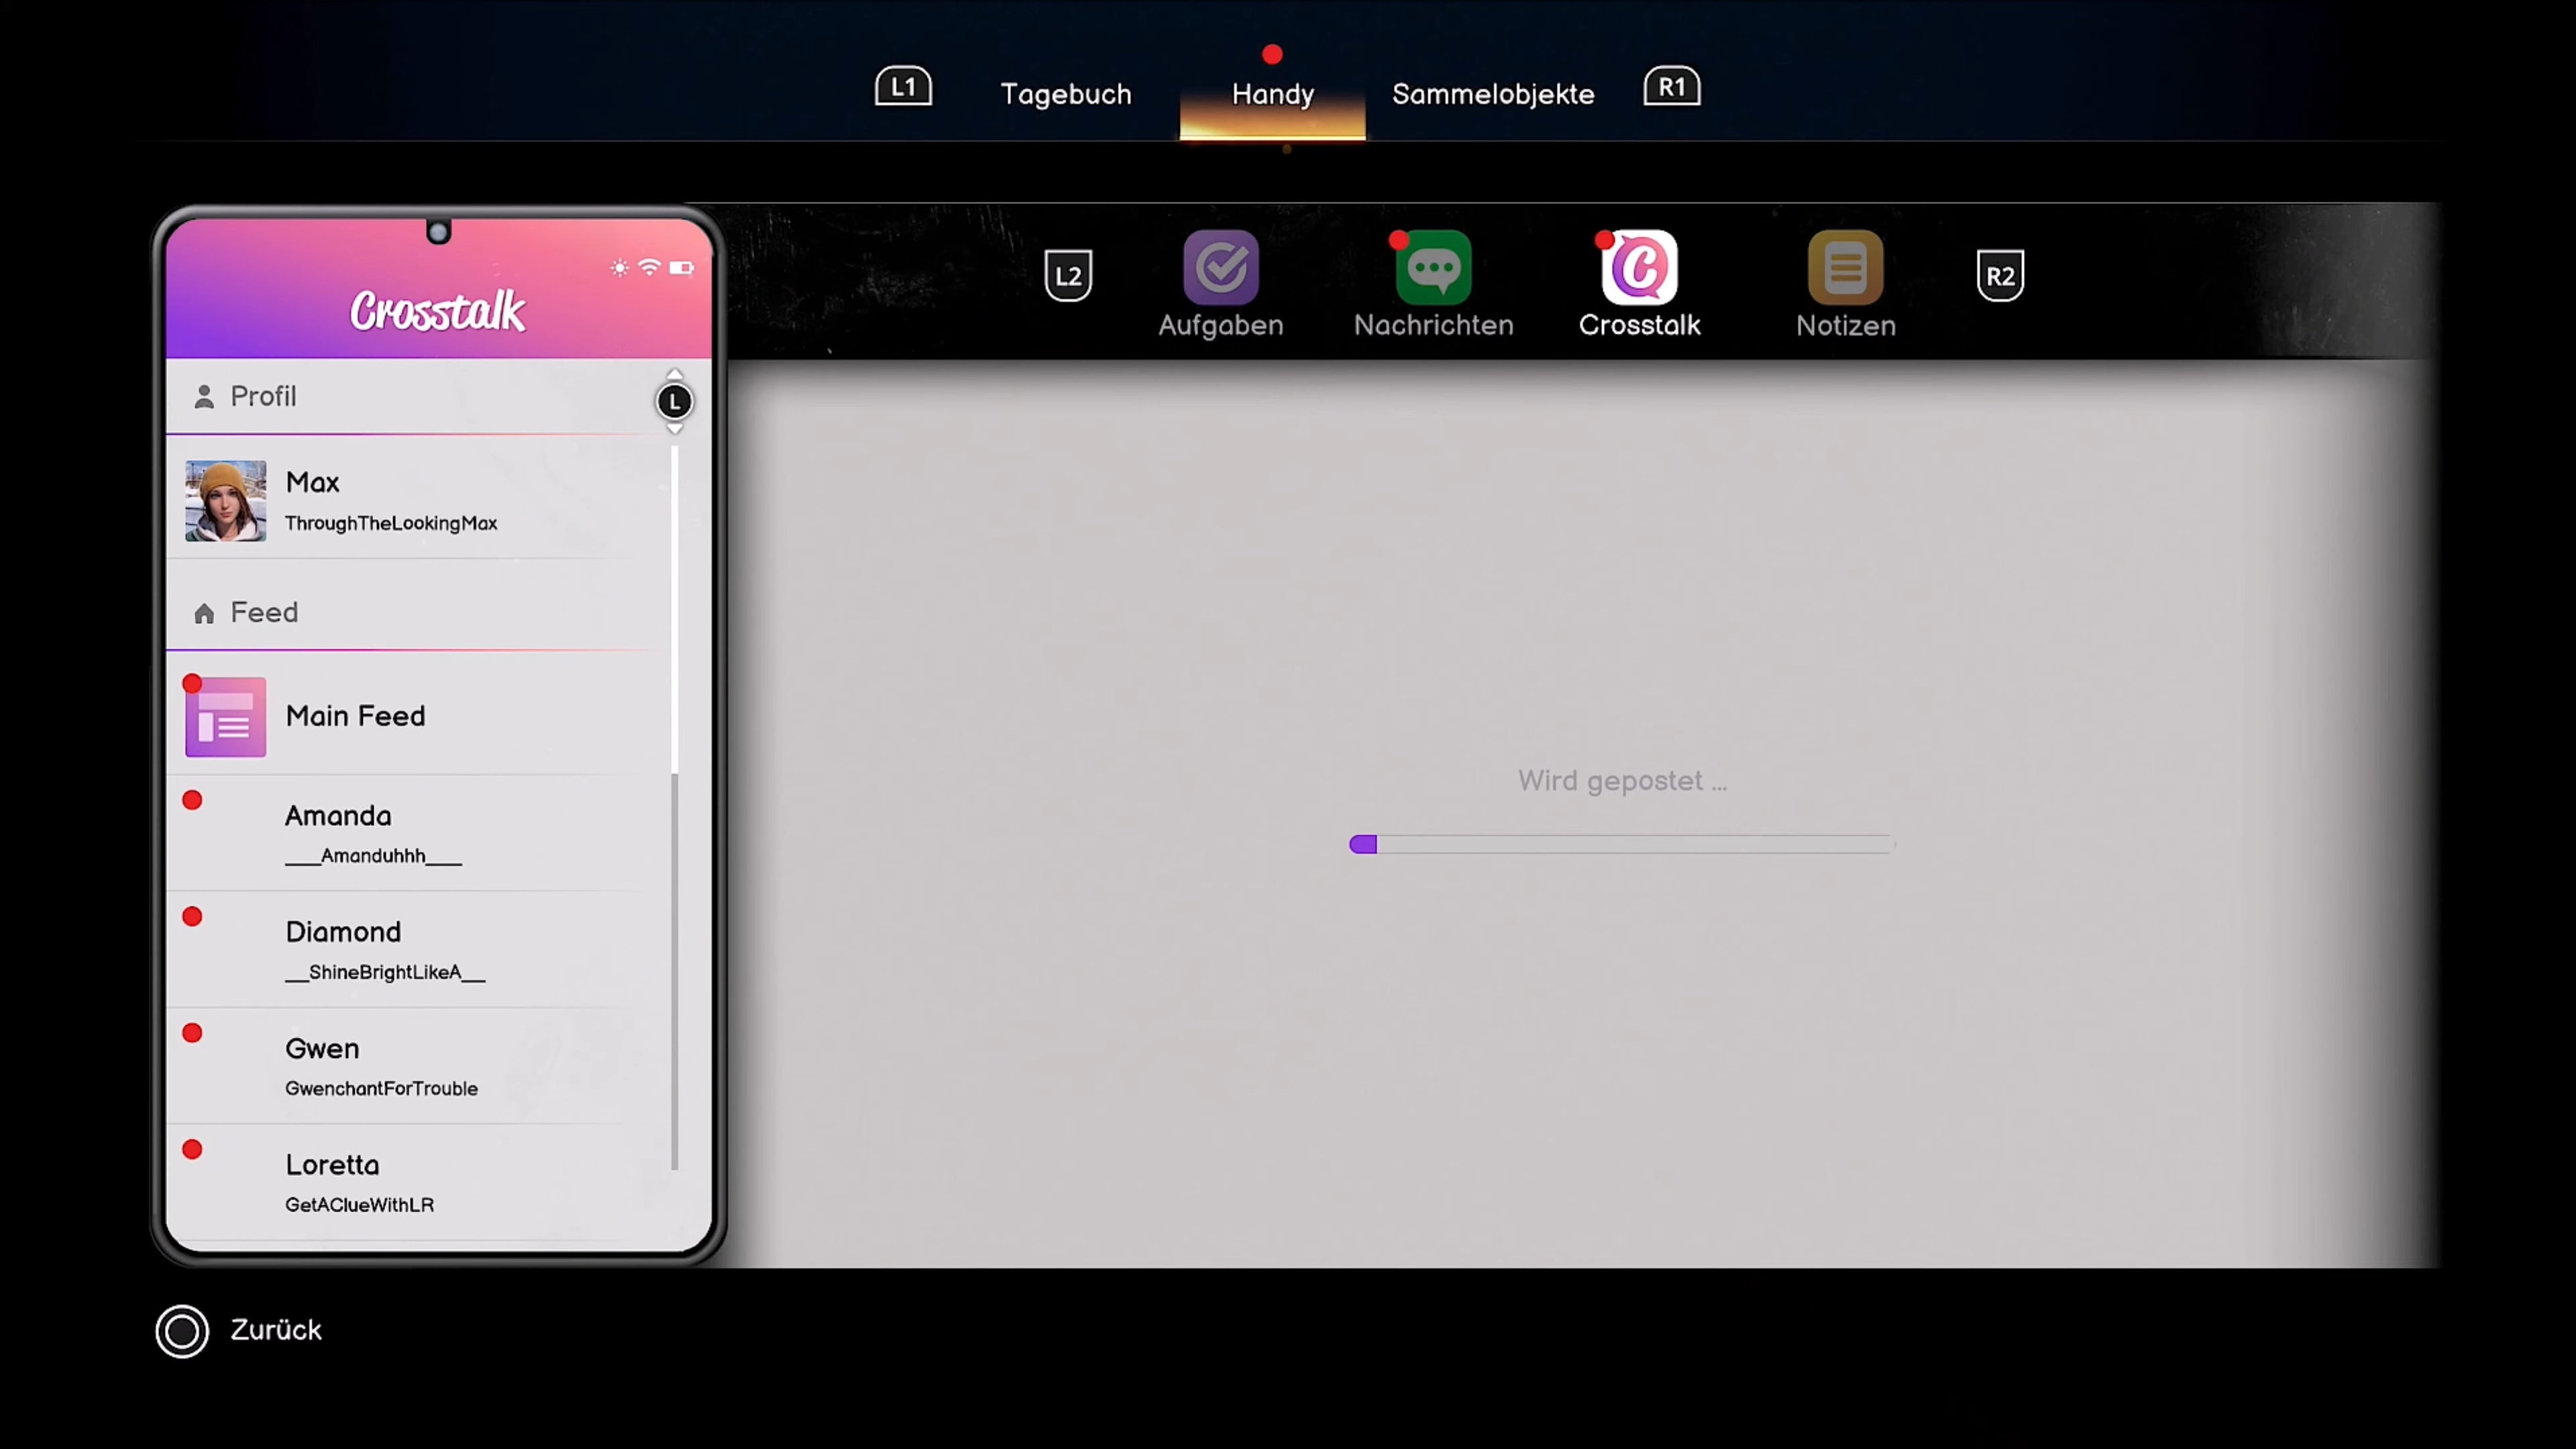 L1
Tagebuch
Handy
Sammelobjekte
R1
Crosstalk
L2
Aufgaben
Nachrichten
C
Crosstalk
Notizen
R2
Profil
L
Max
ThroughTheLookingMax
Feed
Main Feed
Amanda
___Amanduhhh___
Diamond
__ShineBrightLikeA__
Gwen
GwenchantForTrouble
Loretta
GetAClueWithLR
Wird gepostet ...
Zurück